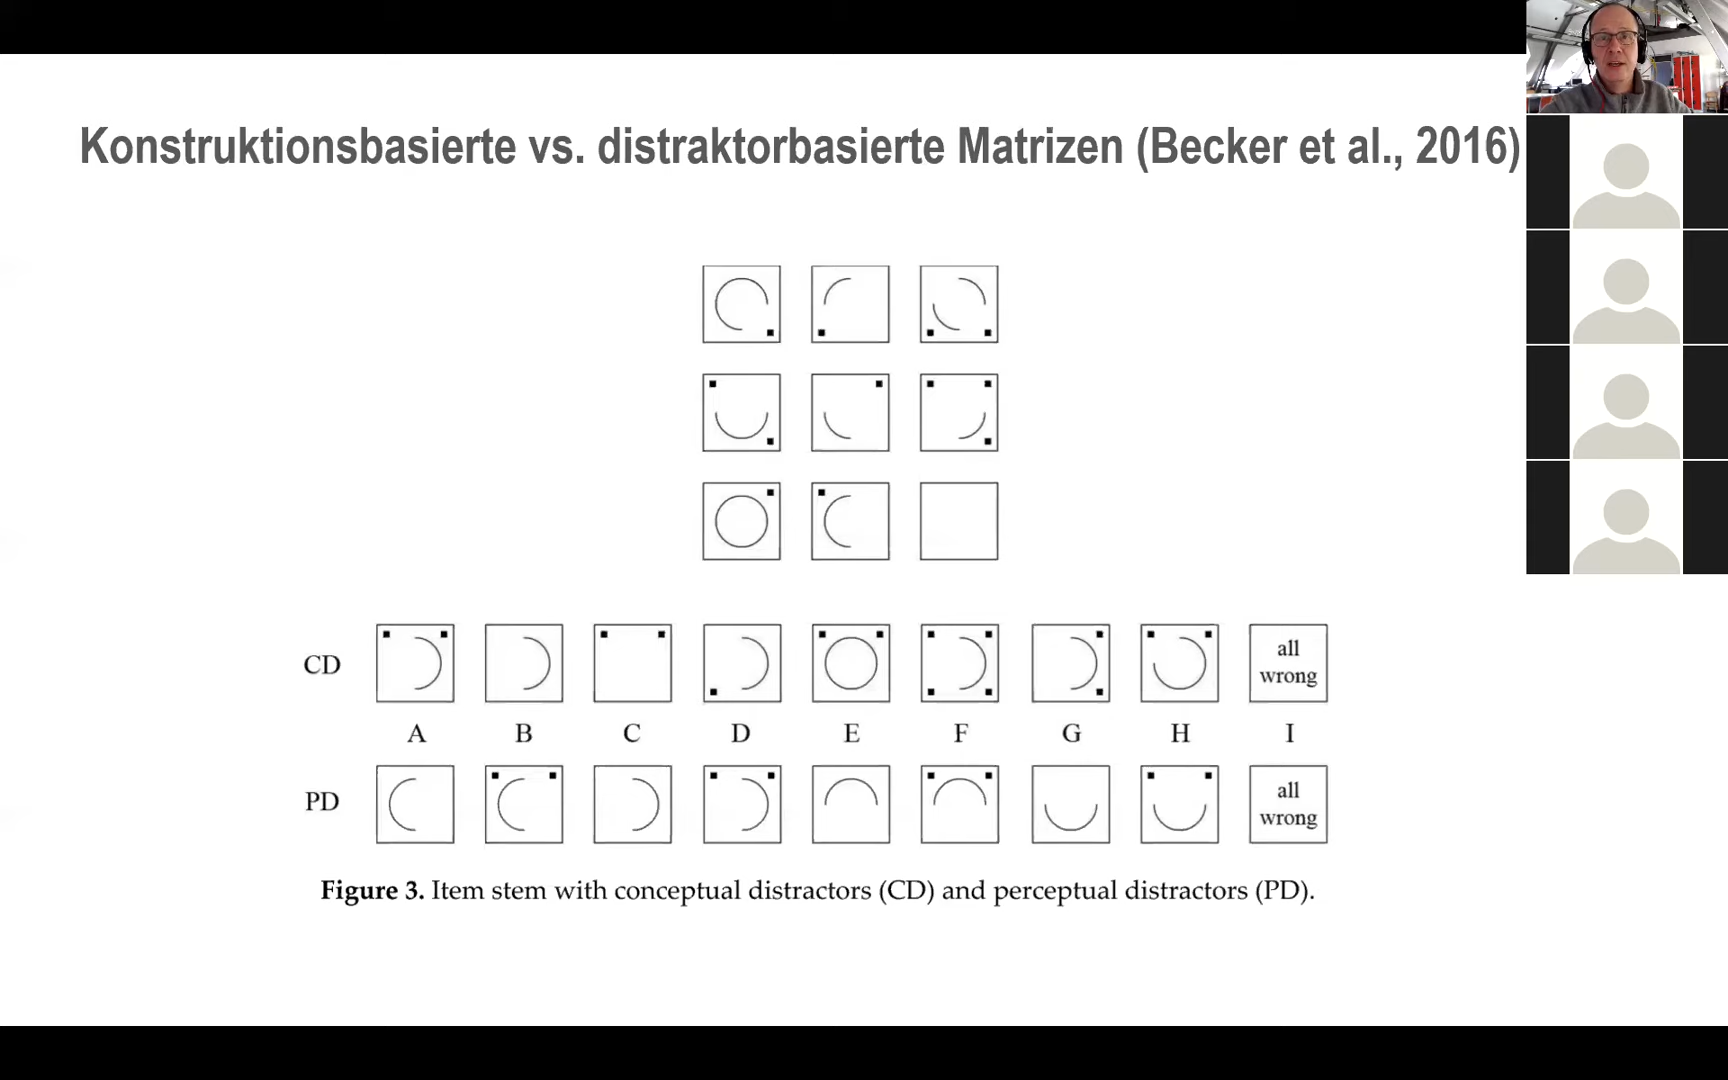 Konstruktionsbasierte vs. distraktorbasierte Matrizen (Becker et al., 2016)
CD
all
wrong
A B C D E F G H I
PD
all
wrong
Figure 3. Item stem with conceptual distractors (CD) and perceptual distractors (PD).